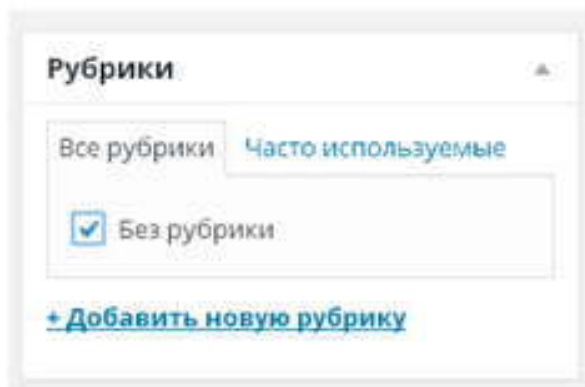 Рубрики
Все рубрики Часто используемые
Без рубрики
+ Добавить новую рубрику